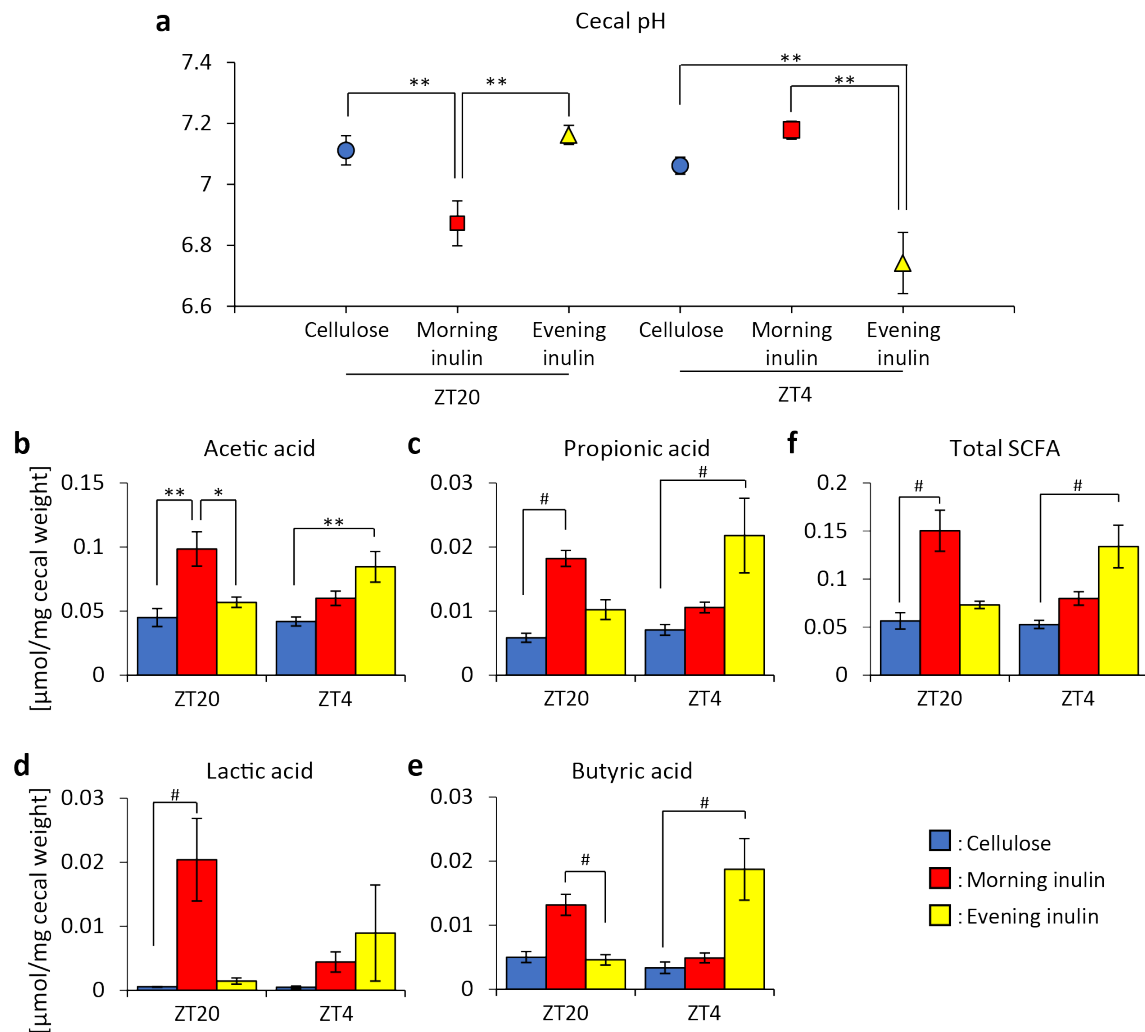 a
Cecal pH
7.4
7.2
7
6.8
6.6
**
**
**
**
Cellulose
Morning
inulin
Evening
inulin
Cellulose
Morning
inulin
Evening
inulin
ZT20
ZT4
b
Acetic acid
[µmol/mg cecal weight]
0.15
0.1
0.05
0
**
*
**
ZT20
ZT4
c
Propionic acid
0.03
0.02
0.01
0
#
#
ZT20
ZT4
f
Total SCFA
0.2
0.15
0.1
0.05
0
#
#
ZT20
ZT4
d
Lactic acid
[µmol/mg cecal weight]
0.03
0.02
0.01
0
#
ZT20
ZT4
e
Butyric acid
0.03
0.02
0.01
0
#
#
ZT20
ZT4
: Cellulose
: Morning inulin
: Evening inulin